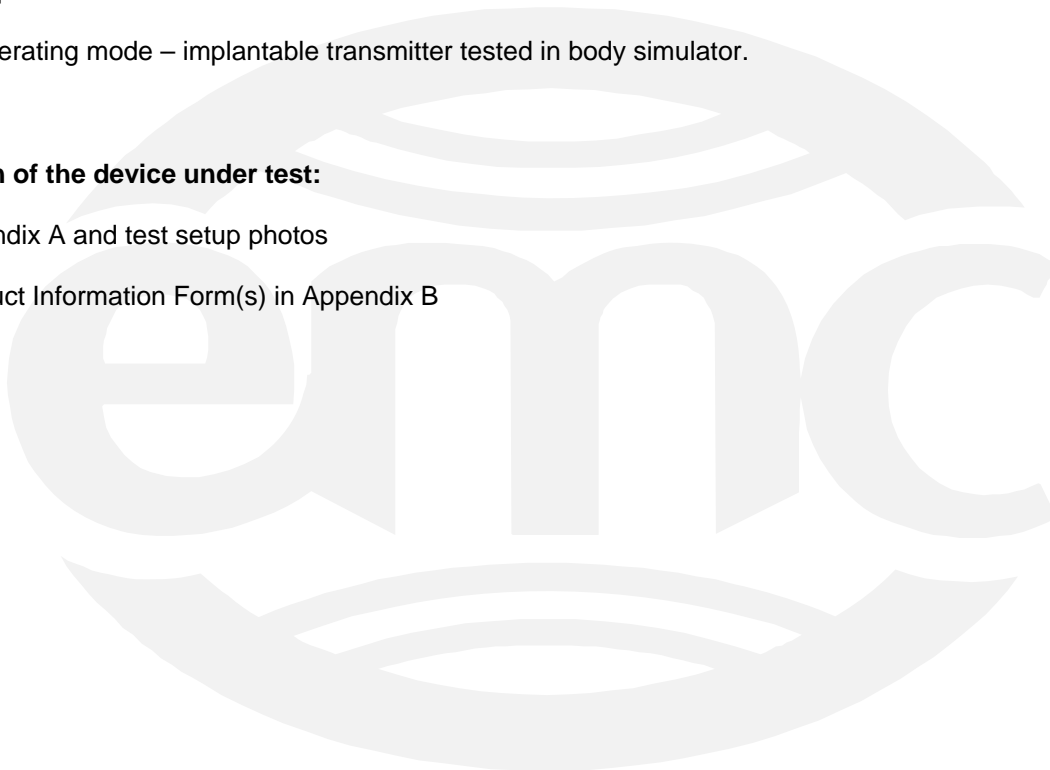 erating mode – implantable transmitter tested in body simulator.
n of the device under test:
ndix A and test setup photos
uct Information Form(s) in Appendix B
emc